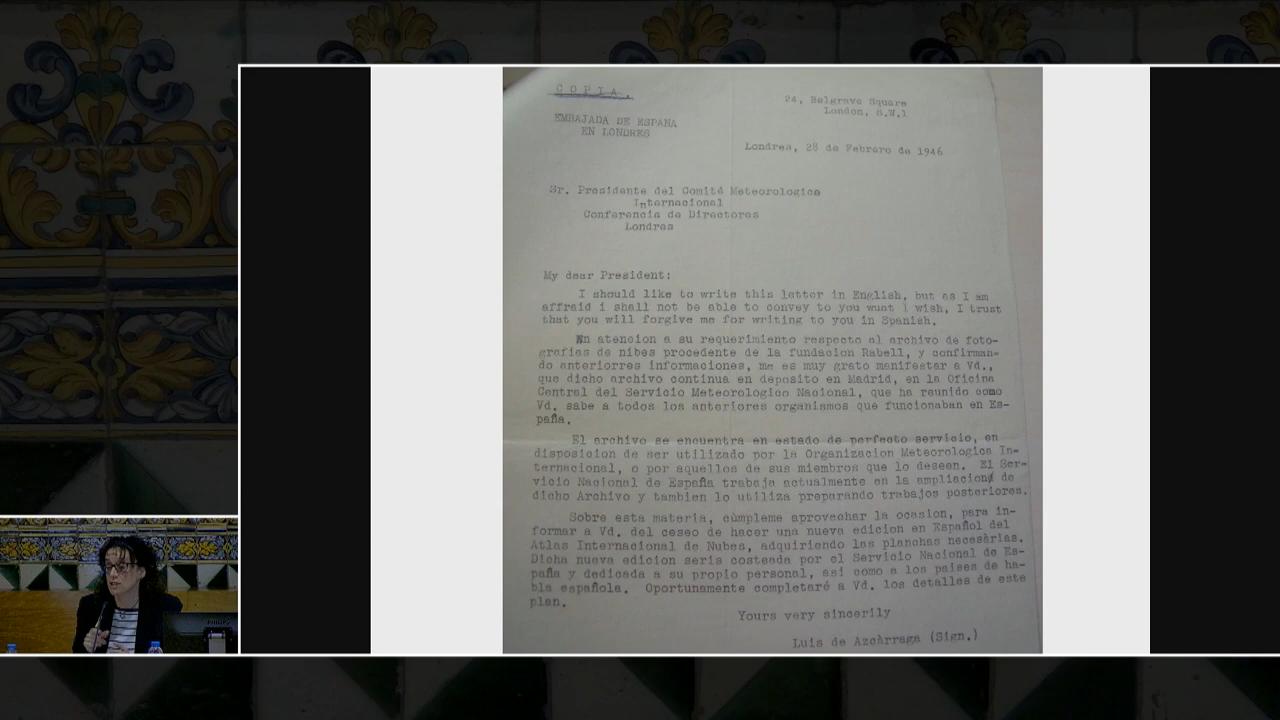 COPIA.
24, Belgrave Square
London, S.W.1
EMBAJADA DE ESPAÑA
EN LONDRES
Londres, 28 de Febrero de 1946
Sr. Presidente del Comité Meteorologico
Internacional
Conferencia de Directores
Londres
My dear President:
I should like to write this letter in English, but as I am
affraid i shall not be able to convey to you wunt i wish, I trust
that you will forgive me for writing to you in Spanish.
En atencion a su requerimiento respecto al archivo de foto-
grafias de nibes procedente de la fundacion Rabell, y confirman-
do anteriorres informaciones, me es muy grato manifestar a Vd.,
que dicho archivo continua en deposito en Madrid, en la Oficina
Central del Servicio Meteorologico Nacional, que ha reunido como
Vd. sabe a todos los anteriores organismos que funcionaban en Es-
paña.
El archivo se encuentra en estado de perfecto servicio, en
disposicion de ser utilizado por la Organizacion Meteorologica In-
ternacional, o por aquellos de sus miembros que lo deseen. El Ser-
vicio Nacional de España trabaja actualmente en la ampliacion de
dicho Archivo y tambien lo utiliza preparando trabajos posteriores.
Sobre esta materia, cùmpleme aprovechar la ocasion, para in-
formar a Vd. del ceseo de hacer una nueva edicion en Español del
Atlas Internacional de Nubes, adquiriendo las planchas necesàrias.
Dicha nueva edicion seris costeada por el Servicio Nacional de Es-
paña y dedicada a su propio personal, asi como a los paises de ha-
bla española. Oportunamente completaré a Vd. los detalles de este
plan.
Yours very sincerily
Luis de Azcàrraga (Sign.)
PHILIPS